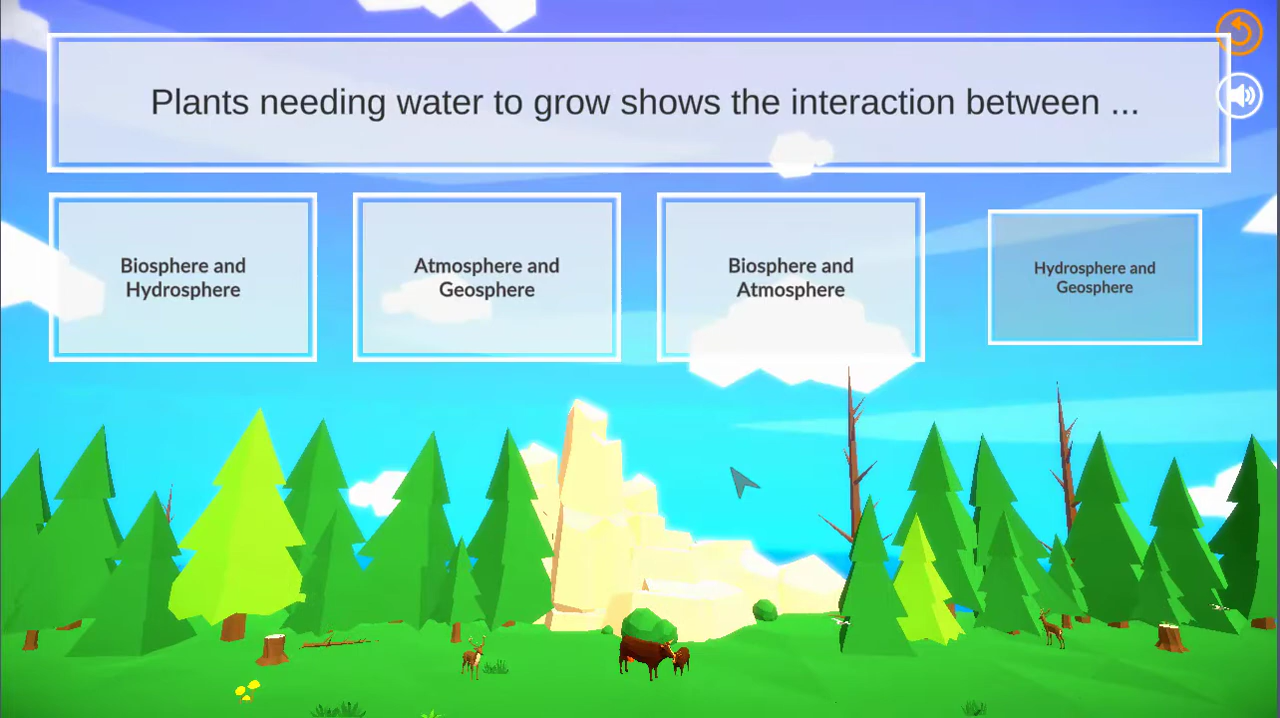 Plants needing water to grow shows the interaction between ...
Biosphere and
Hydrosphere
Atmosphere and
Geosphere
Biosphere and
Atmosphere
Hydrosphere and
Geosphere